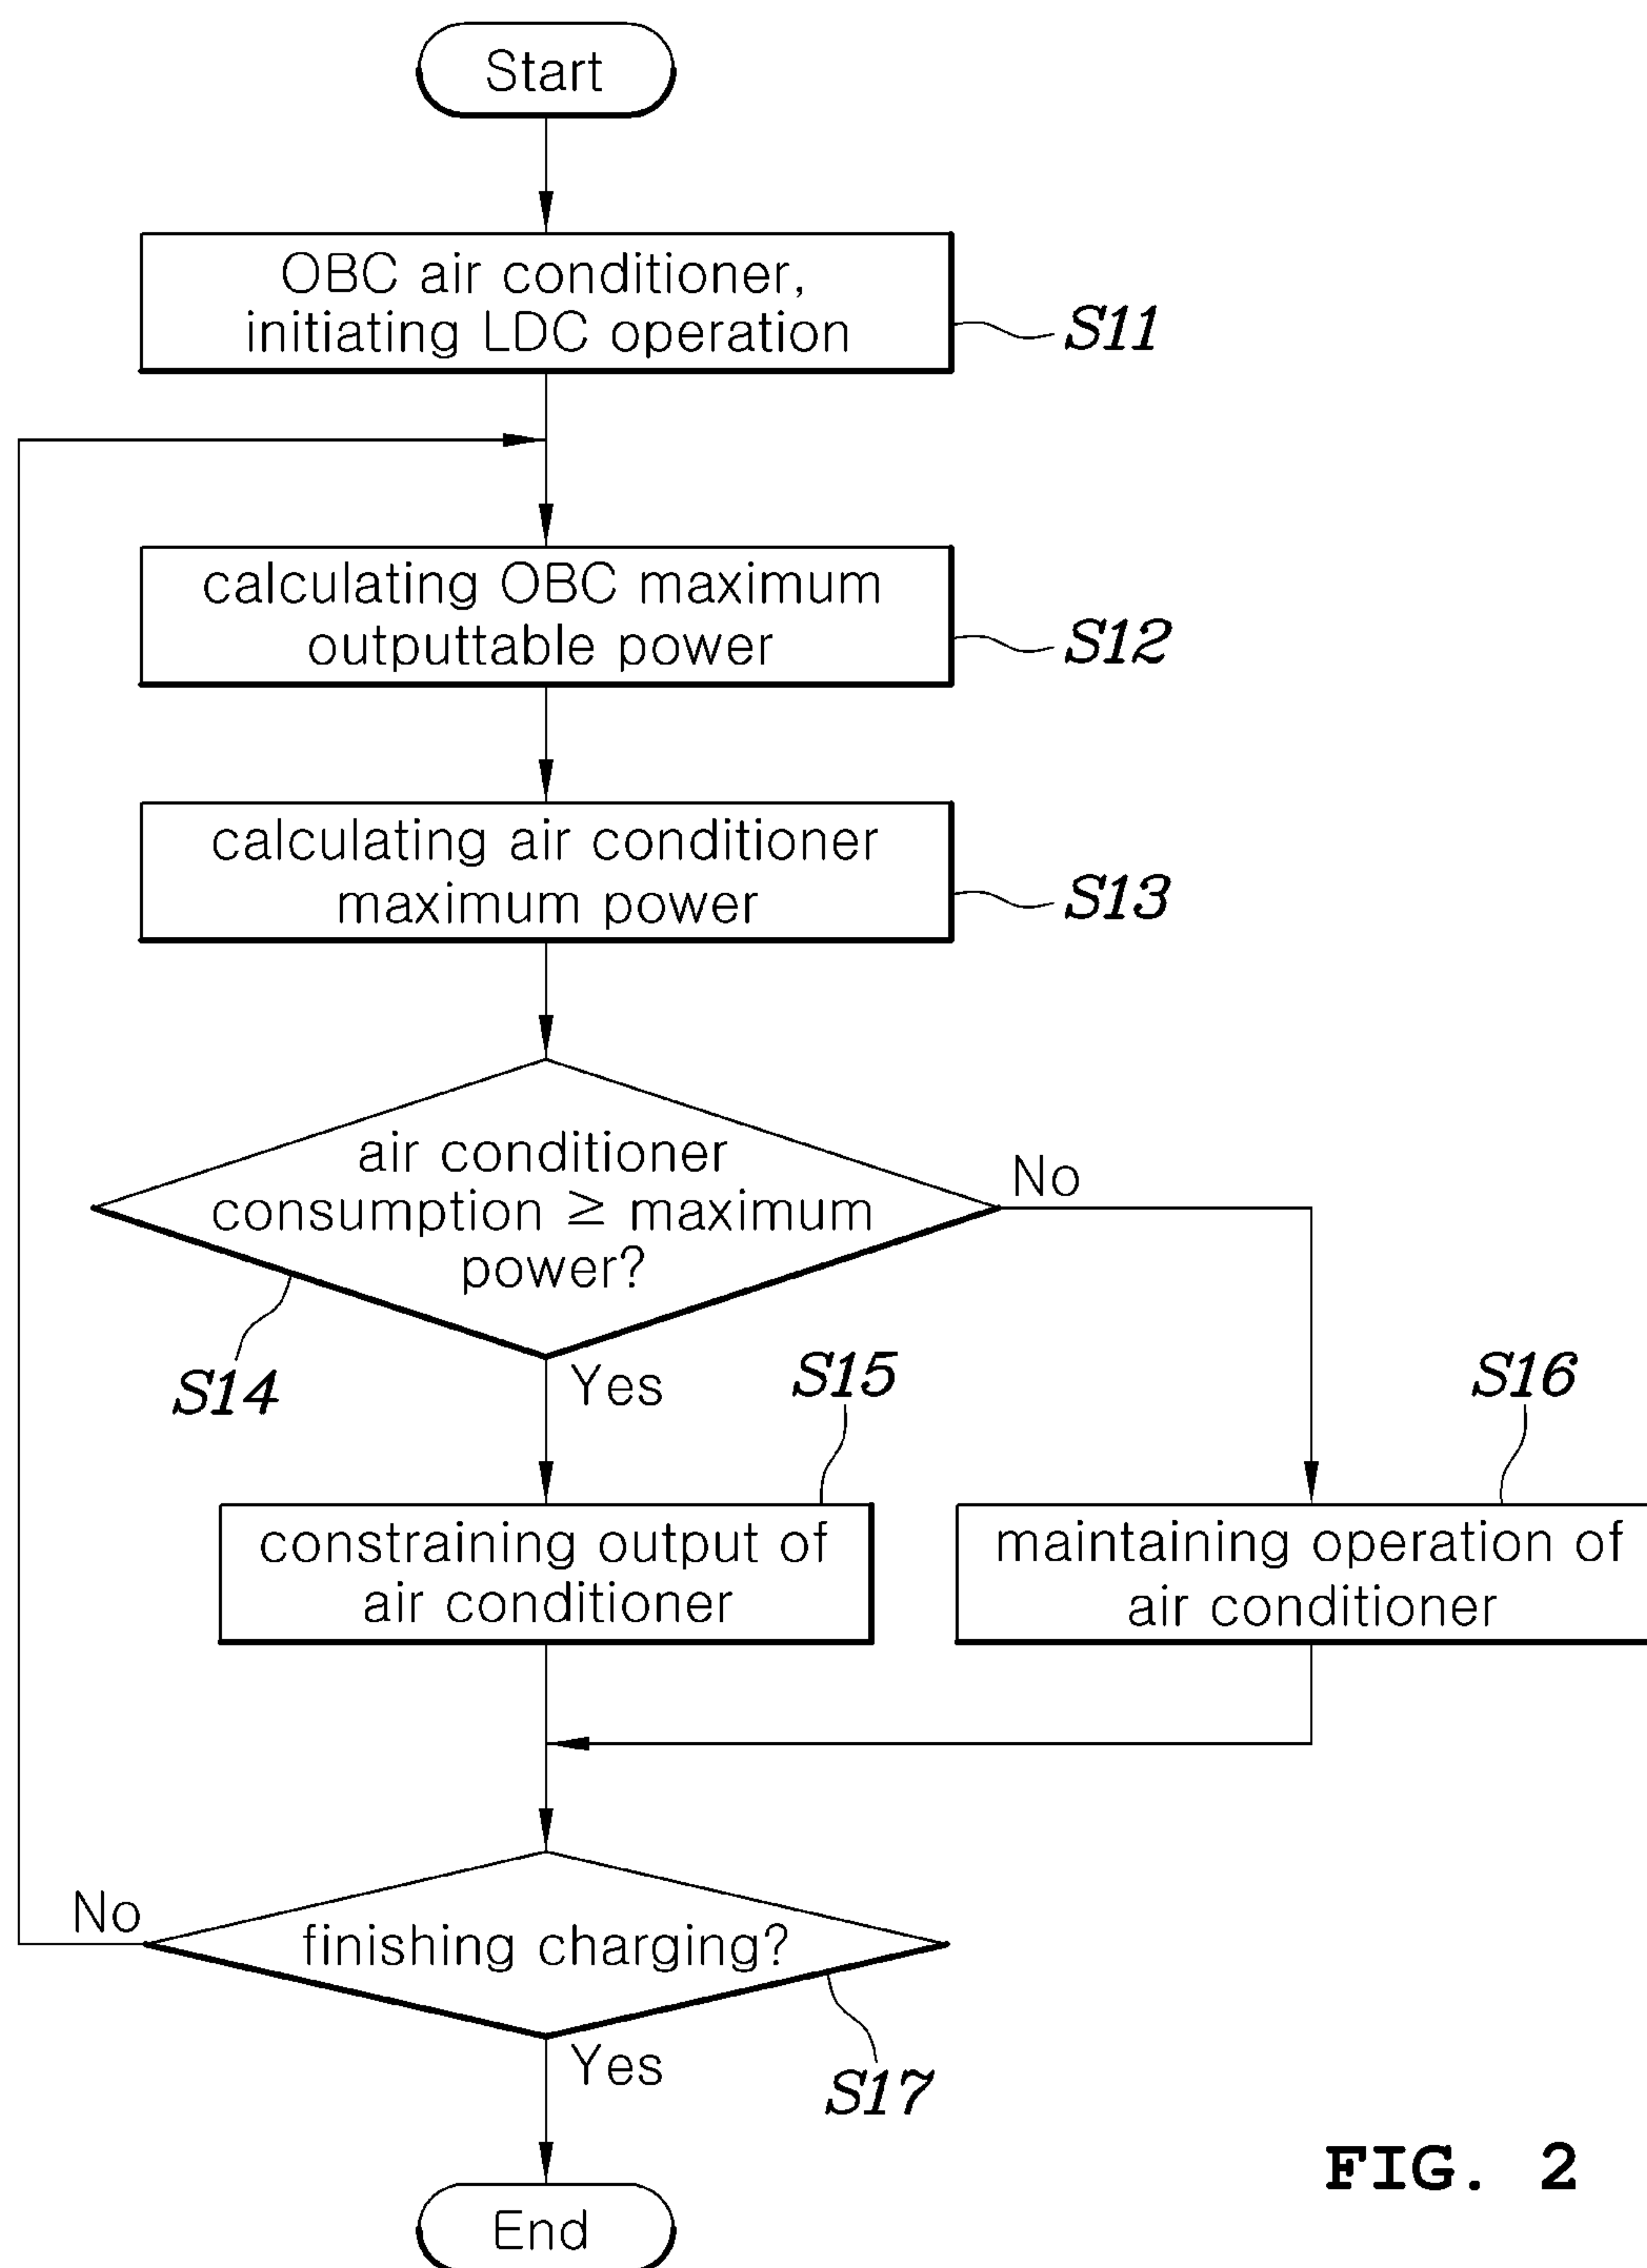 Start
OBC air conditioner,
initiating LDC operation
S11
calculating OBC maximum
outputtable power
S12
calculating air conditioner
maximum power
S13
air conditioner
consumption ≥ maximum
power?
No
S14
Yes
S15
S16
constraining output of
air conditioner
maintaining operation of
air conditioner
No
finishing charging?
Yes
S17
End
FIG. 2